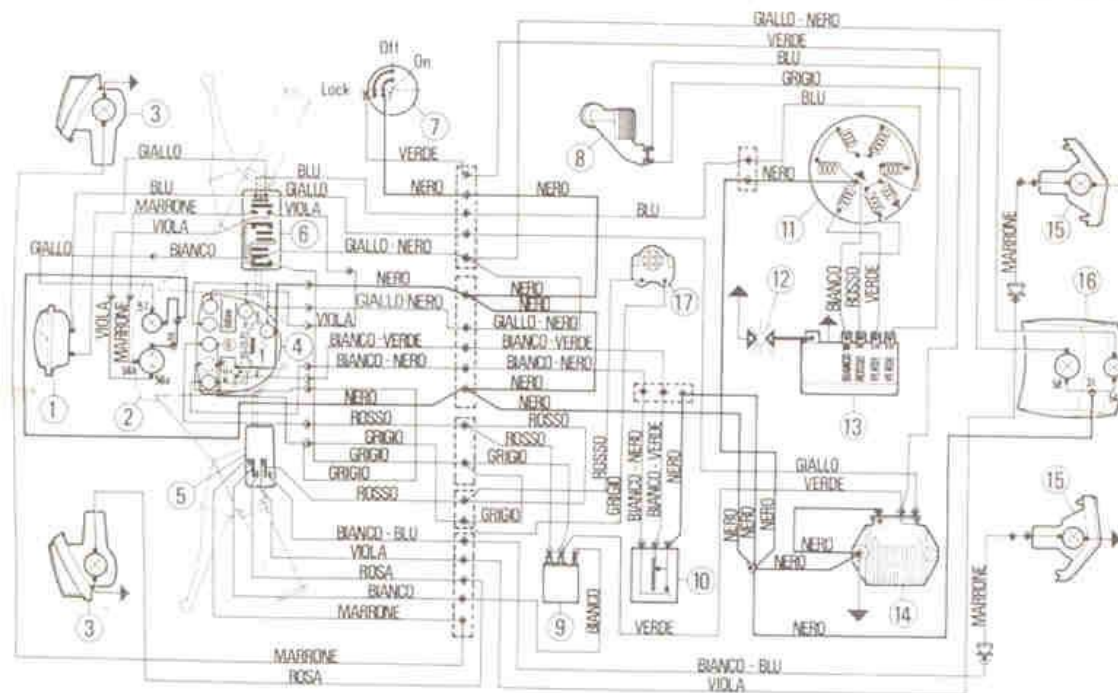 GIALLO - NERO
VERDE
BLU
GRIGIO
BLU
Off
On
Lock
3
7
8
GIALLO
VERDE
BLU
BLU
GIALLO
NERO
NERO
NERO
MARRONE
VIOLA
VIOLA
6
BLU
11
15
GIALLO
BIANCO
GIALLO - NERO
MARRONE
NERO
NERO
NERO
17
12
BIANCO
ROSSO
VERDE
16
GIALLO NERO
GIALLO - NERO
VIOLA
MARRONE
VIOLA
4
BIANCO-VERDE
BIANCO-VERDE
BIANCO - NERO
BIANCO-NERO
BIANCO
ROSSO
VERDE
1
2
NERO
NERO
NERO
13
ROSSO
ROSSO
GRIGIO
GRIGIO
GRIGIO
GRIGIO
5
ROSSO
GRIGIO
ROSSO
GRIGIO
BIANCO-NERO
BIANCO-VERDE
NERO
GIALLO
VERDE
15
BIANCO-BLU
VIOLA
ROSA
BIANCO
MARRONE
NERO
NERO
NERO
NERO
NERO
3
9
BIANCO
10
14
MARRONE
VERDE
NERO
MARRONE
ROSA
BIANCO - BLU
VIOLA